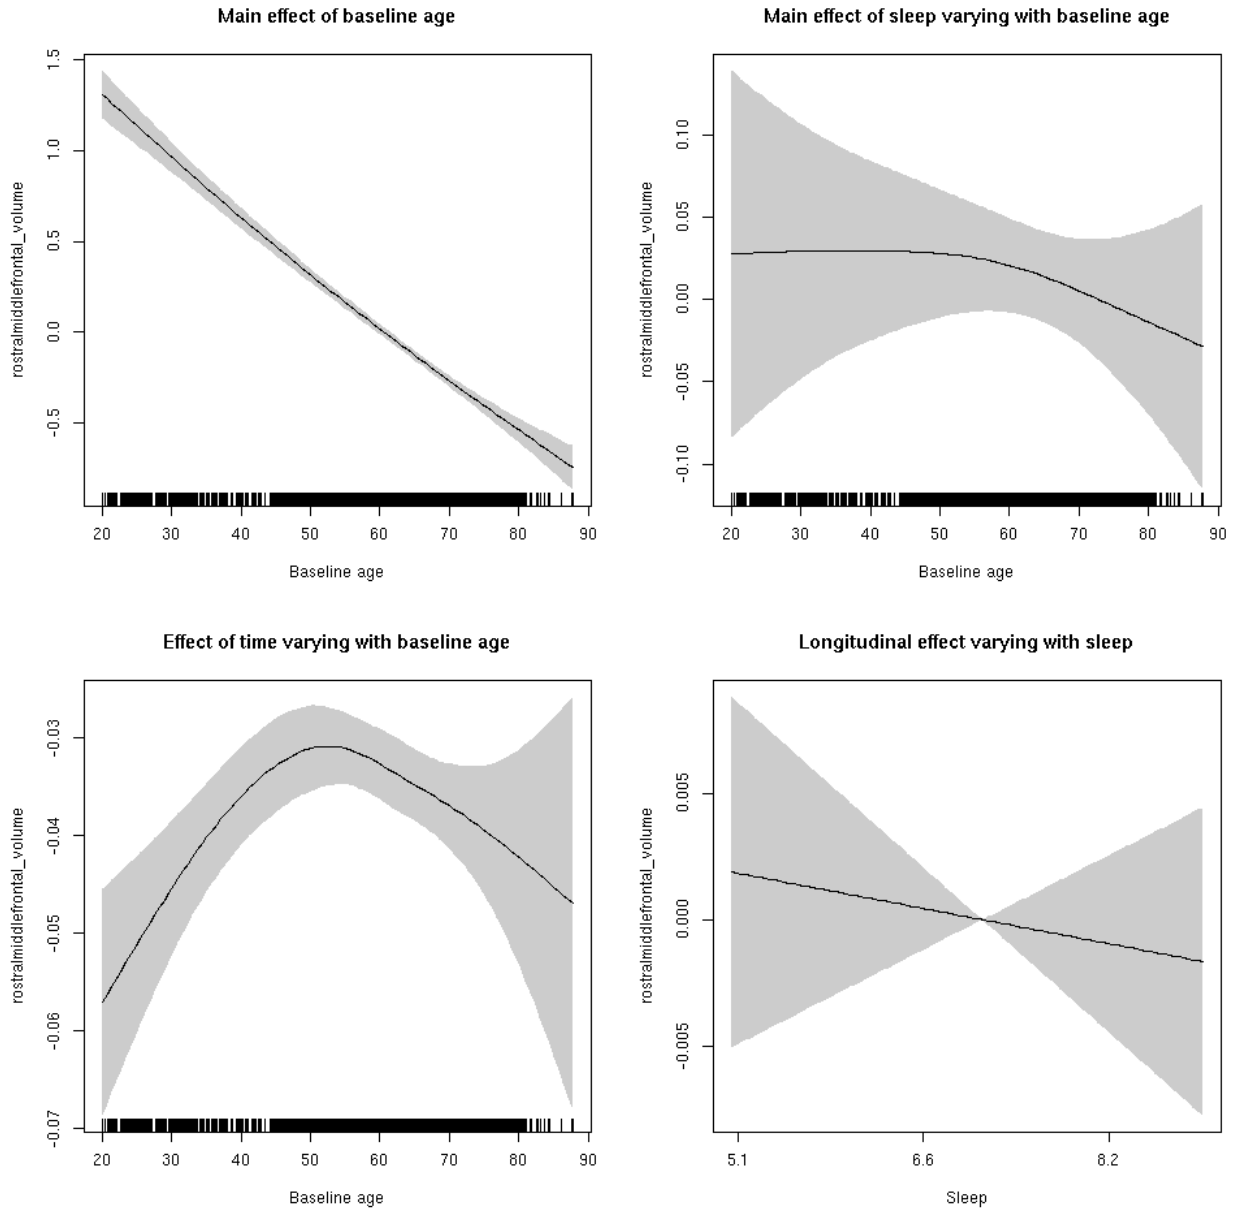 Main effect of baseline age
rostralmiddlefrontal_volume
1.5
1.0
0.5
0.0
-0.5
20 30 40 50 60 70 80 90
Baseline age
Main effect of sleep varying with baseline age
rostralmiddlefrontal_volume
0.10
0.05
0.00
-0.05
-0.10
20 30 40 50 60 70 80 90
Baseline age
Effect of time varying with baseline age
rostralmiddlefrontal_volume
-0.03
-0.04
-0.05
-0.06
-0.07
20 30 40 50 60 70 80 90
Baseline age
Longitudinal effect varying with sleep
rostralmiddlefrontal_volume
0.005
0.000
-0.005
5.1 6.6 8.2
Sleep